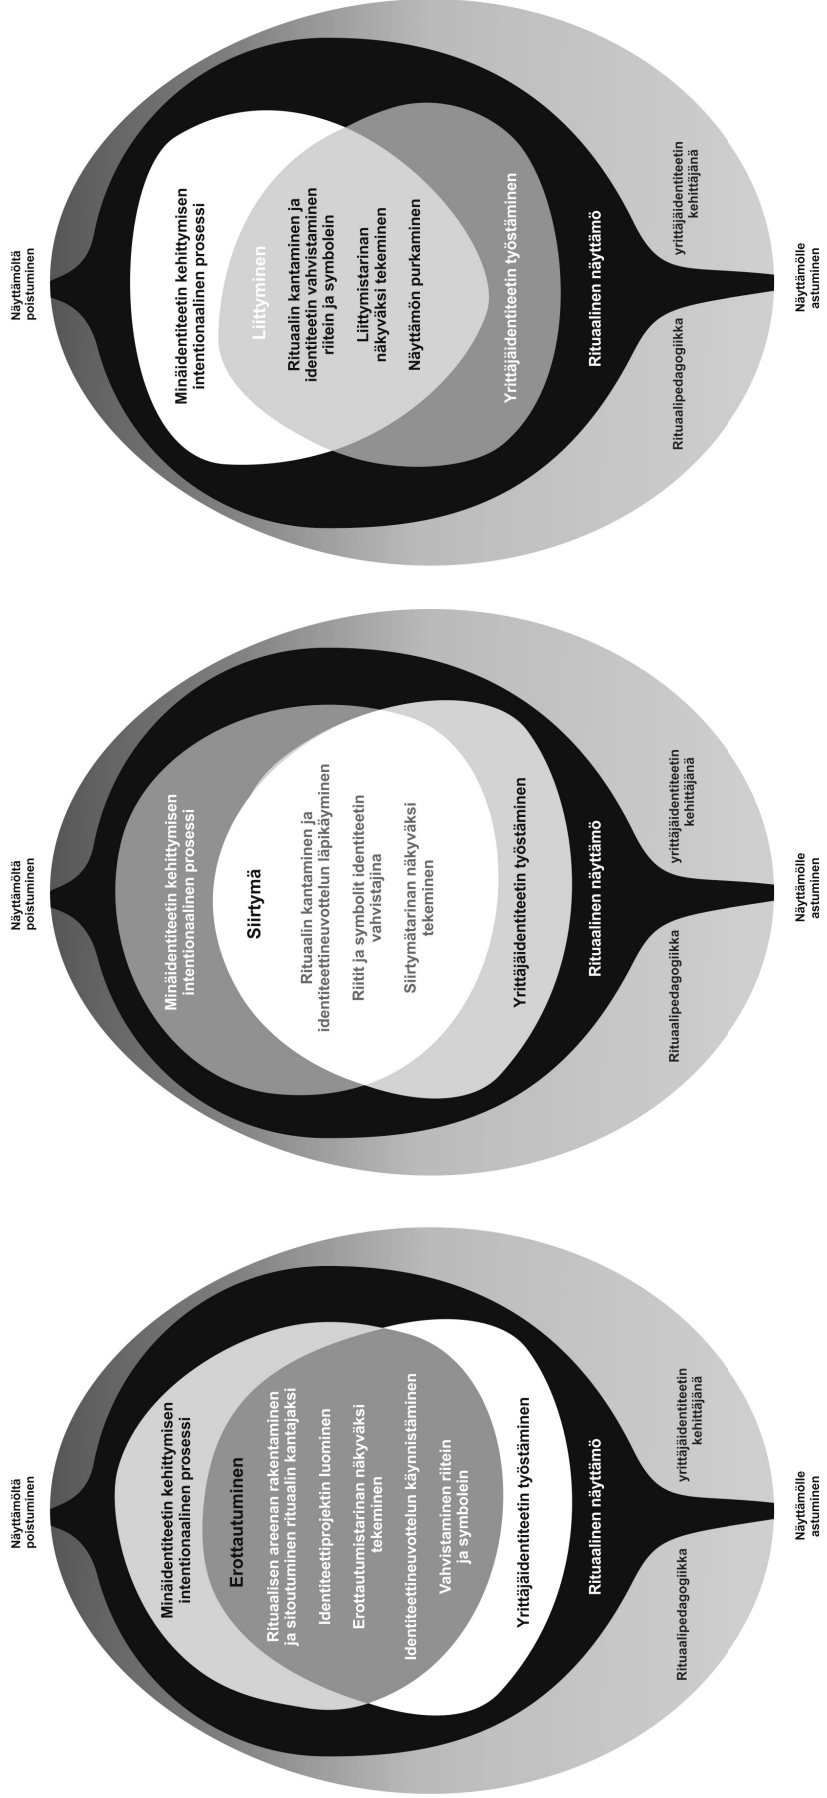 Näyttämöltä
poistuminen
Minäidentiteetin kehittymisen
intentionaalinen prosessi
Erottautuminen
Rituaalisen areenan rakentaminen
ja sitoutuminen rituaalin kantajaksi
Identiteettiprojektin luominen
Erottautumistarinan näkyväksi
tekeminen
Identiteettineuvottelun käynnistäminen
Vahvistaminen riitein
ja symbolein
Yrittäjäidentiteetin työstäminen
Rituaalinen näyttämö
Rituaalipedagogiikka
yrittäjäidentiteetin
kehittäjänä
Näyttämölle
astuminen
Näyttämöltä
poistuminen
Minäidentiteetin kehittymisen
intentionaalinen prosessi
Siirtymä
Rituaalin kantaminen ja
identiteettineuvottelun läpikäyminen
Riitit ja symbolit identiteetin
vahvistajina
Siirtymätarinan näkyväksi
tekeminen
Yrittäjäidentiteetin työstäminen
Rituaalinen näyttämö
Rituaalipedagogiikka
yrittäjäidentiteetin
kehittäjänä
Näyttämölle
astuminen
Näyttämöltä
poistuminen
Minäidentiteetin kehittymisen
intentionaalinen prosessi
Liittyminen
Rituaalin kantaminen ja
identiteetin vahvistaminen
riitein ja symbolein
Liittymistarinan
näkyväksi tekeminen
Näyttämön purkaminen
Yrittäjäidentiteetin työstäminen
Rituaalinen näyttämö
Rituaalipedagogiikka
yrittäjäidentiteetin
kehittäjänä
Näyttämölle
astuminen